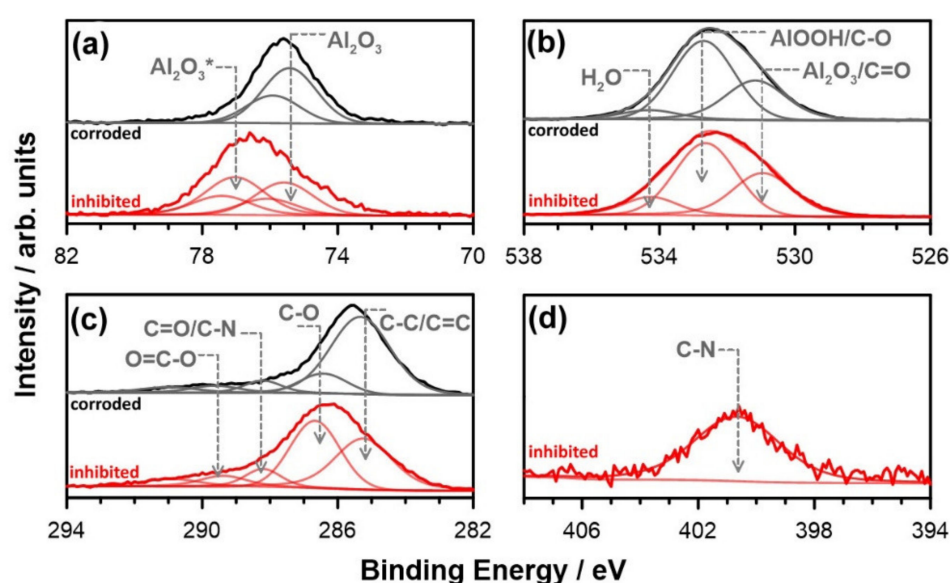 (a)
Al₂O₃
Al₂O₃*
corroded
inhibited
82 78 74 70
(b)
AlOOH/C-O
H₂O
Al₂O₃/C=O
corroded
inhibited
538 534 530 526
(c)
C-O
C=O/C-N
C-C/C=C
O=C-O
corroded
inhibited
294 290 286 282
(d)
C-N
inhibited
406 402 398 394
Intensity / arb. units
Binding Energy / eV